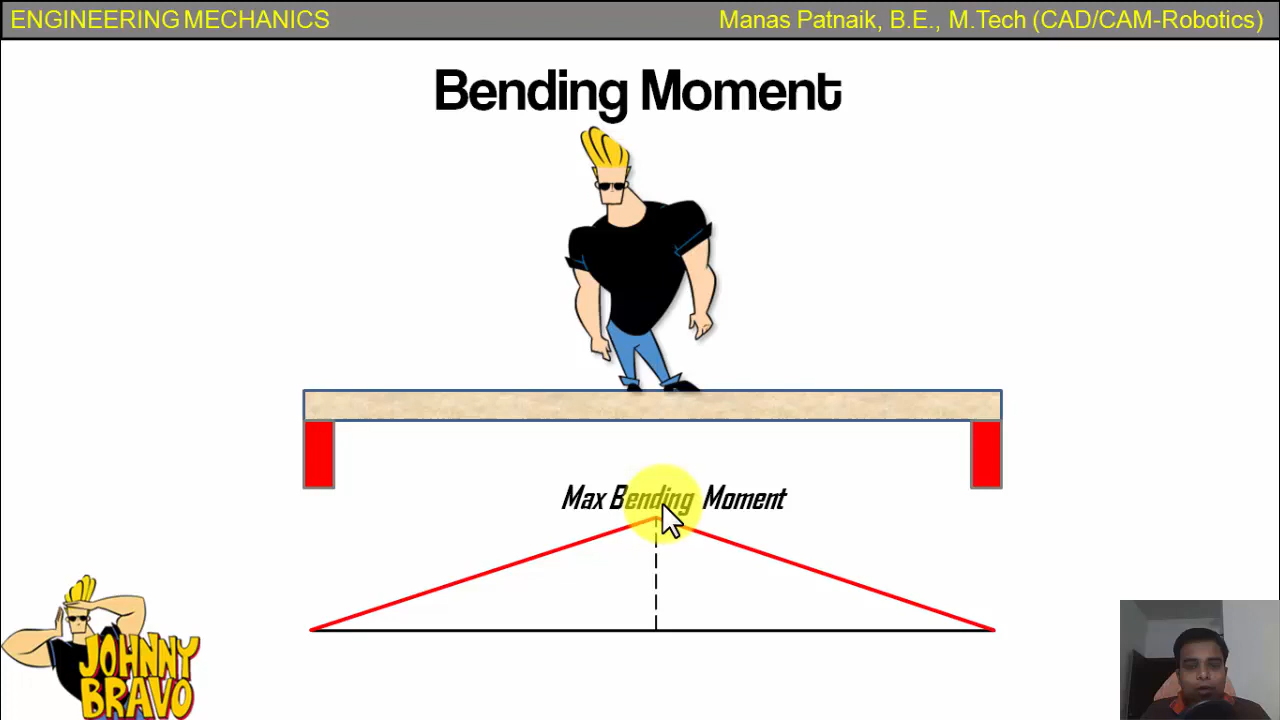 ENGINEERING MECHANICS
Manas Patnaik, B.E., M.Tech (CAD/CAM-Robotics)
Bending Moment
Max Bending Moment
JOHNNY
BRAVO